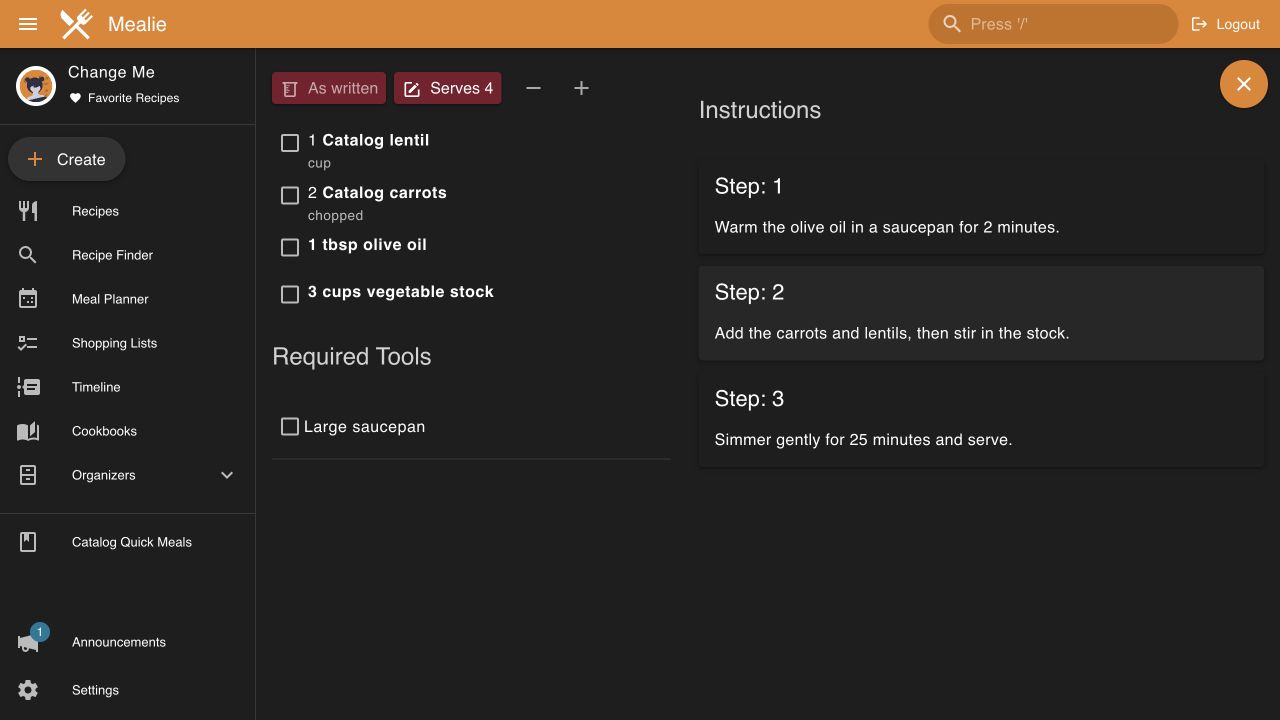 Mealie
Press '/'
Logout
Change Me
Favorite Recipes
Create
Recipes
Recipe Finder
Meal Planner
Shopping Lists
Timeline
Cookbooks
Organizers
Catalog Quick Meals
1
Announcements
Settings
As written
Serves 4
1 Catalog lentil
cup
2 Catalog carrots
chopped
1 tbsp olive oil
3 cups vegetable stock
Required Tools
Large saucepan
Instructions
Step: 1
Warm the olive oil in a saucepan for 2 minutes.
Step: 2
Add the carrots and lentils, then stir in the stock.
Step: 3
Simmer gently for 25 minutes and serve.